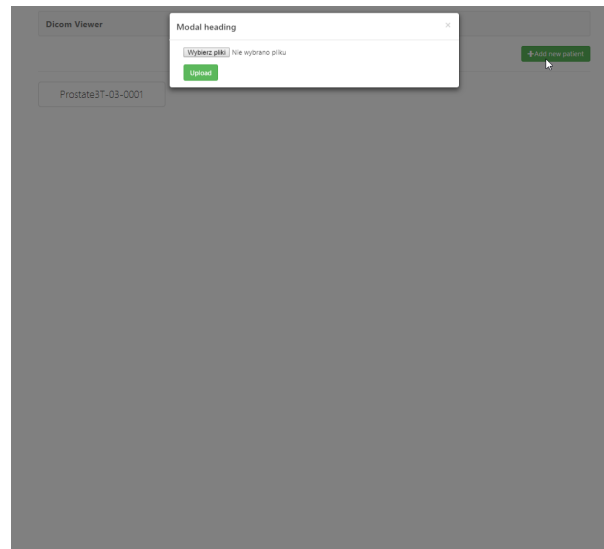 Dicom Viewer
Modal heading
×
Wybierz pliki Nie wybrano pliku
Upload
+Add new patient
Prostate3T-03-0001